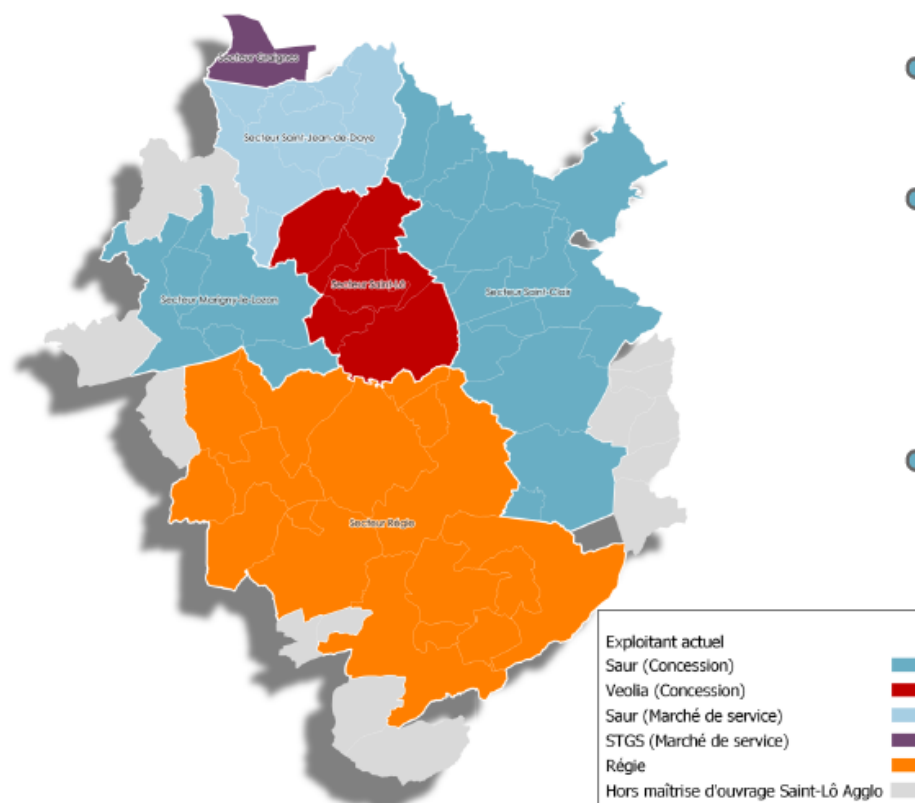 Secteur Graignes
Secteur Saint-Jean-de-Daye
Secteur Saint-Lô
Secteur Marigny-le-Lozon
Secteur Saint-Clair
Secteur Régie
Exploitant actuel
Saur (Concession)
Veolia (Concession)
Saur (Marché de service)
STGS (Marché de service)
Régie
Hors maîtrise d'ouvrage Saint-Lô Agglo